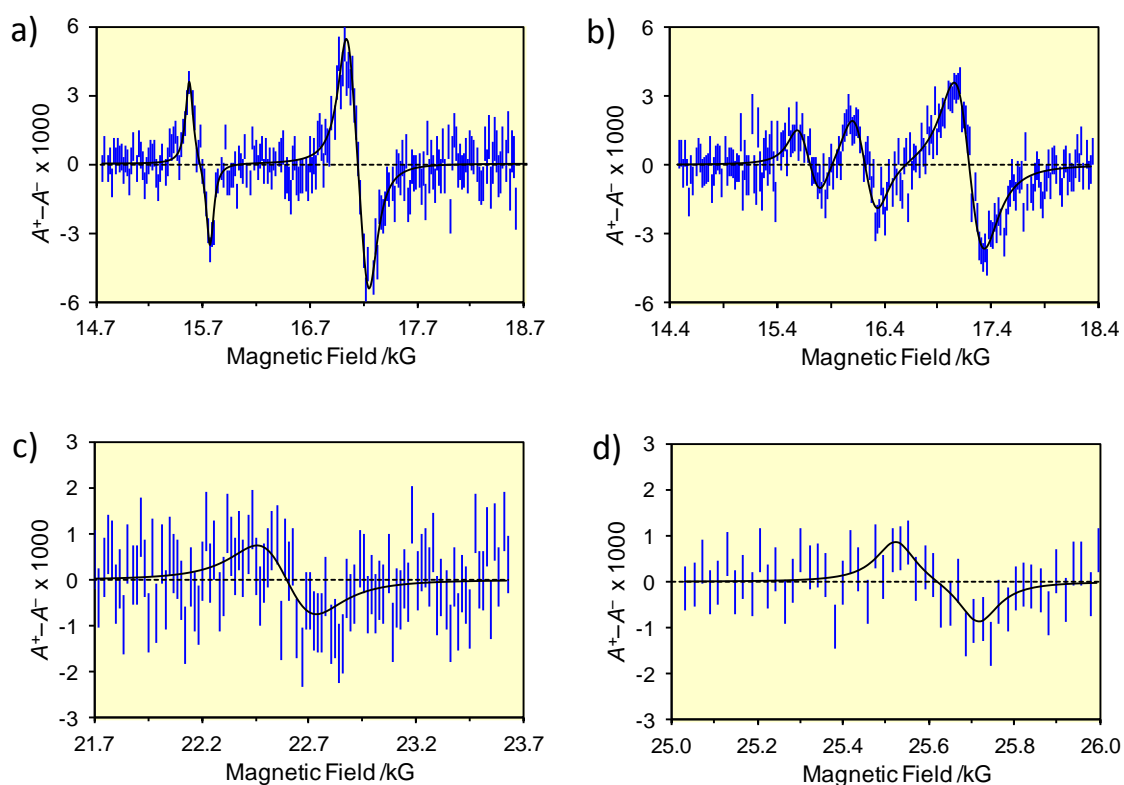 a)
6
3
0
-3
-6
A⁺–A⁻ x 1000
14.7 15.7 16.7 17.7 18.7
Magnetic Field /kG
b)
6
3
0
-3
6
A⁺–A⁻ x 1000
14.4 15.4 16.4 17.4 18.4
Magnetic Field /kG
c)
3
2
1
0
-1
-2
-3
A⁺–A⁻ x 1000
21.7 22.2 22.7 23.2 23.7
Magnetic Field /kG
d)
3
2
1
0
-1
-2
-3
A⁺–A⁻ x 1000
25.0 25.2 25.4 25.6 25.8 26.0
Magnetic Field /kG